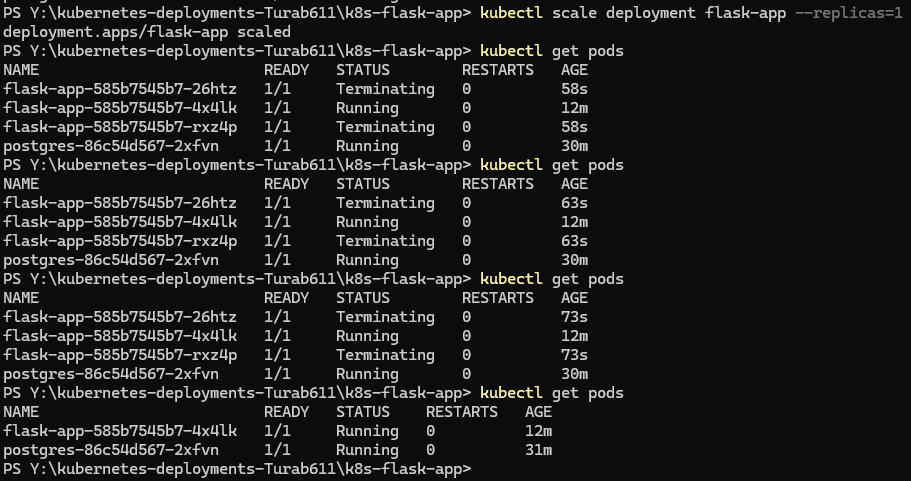 PS Y:\kubernetes-deployments-Turab611\k8s-flask-app> kubectl scale deployment flask-app --replicas=1
deployment.apps/flask-app scaled
PS Y:\kubernetes-deployments-Turab611\k8s-flask-app> kubectl get pods
NAME                         READY   STATUS        RESTARTS   AGE
flask-app-585b7545b7-26htz   1/1     Terminating   0          58s
flask-app-585b7545b7-4x4lk   1/1     Running       0          12m
flask-app-585b7545b7-rxz4p   1/1     Terminating   0          58s
postgres-86c54d567-2xfvn     1/1     Running       0          30m
PS Y:\kubernetes-deployments-Turab611\k8s-flask-app> kubectl get pods
NAME                         READY   STATUS        RESTARTS   AGE
flask-app-585b7545b7-26htz   1/1     Terminating   0          63s
flask-app-585b7545b7-4x4lk   1/1     Running       0          12m
flask-app-585b7545b7-rxz4p   1/1     Terminating   0          63s
postgres-86c54d567-2xfvn     1/1     Running       0          30m
PS Y:\kubernetes-deployments-Turab611\k8s-flask-app> kubectl get pods
NAME                         READY   STATUS        RESTARTS   AGE
flask-app-585b7545b7-26htz   1/1     Terminating   0          73s
flask-app-585b7545b7-4x4lk   1/1     Running       0          12m
flask-app-585b7545b7-rxz4p   1/1     Terminating   0          73s
postgres-86c54d567-2xfvn     1/1     Running       0          30m
PS Y:\kubernetes-deployments-Turab611\k8s-flask-app> kubectl get pods
NAME                         READY   STATUS    RESTARTS   AGE
flask-app-585b7545b7-4x4lk   1/1     Running   0          12m
postgres-86c54d567-2xfvn     1/1     Running   0          31m
PS Y:\kubernetes-deployments-Turab611\k8s-flask-app>